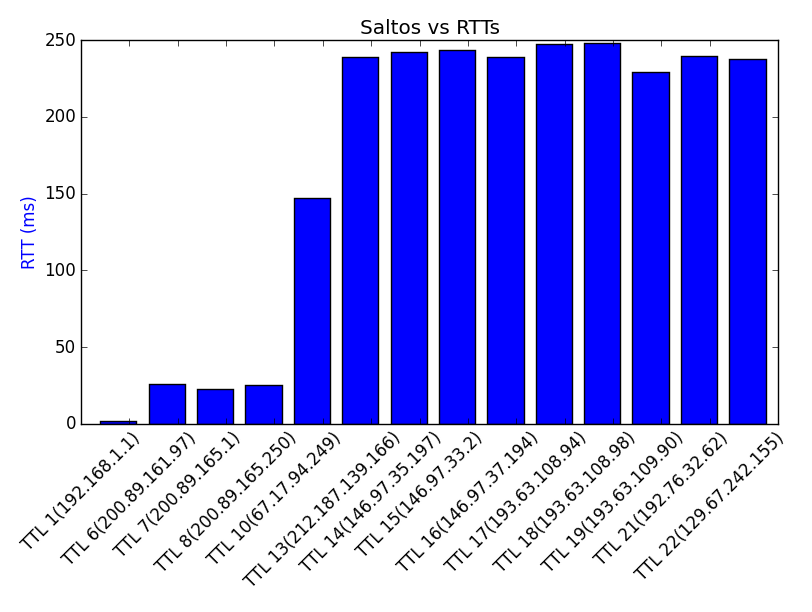 Saltos vs RTTs
250
200
150
100
50
0
RTT (ms)
TTL 1(192.168.1.1)
TTL 6(200.89.161.97)
TTL 7(200.89.165.1)
TTL 8(200.89.165.250)
TTL 10(67.17.94.249)
TTL 13(212.187.139.166)
TTL 14(146.97.35.197)
TTL 15(146.97.33.2)
TTL 16(146.97.37.194)
TTL 17(193.63.108.94)
TTL 18(193.63.108.98)
TTL 19(193.63.109.90)
TTL 21(192.76.32.62)
TTL 22(129.67.242.155)